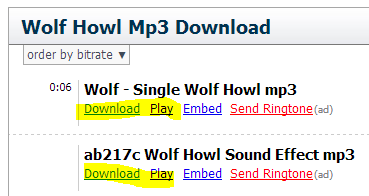 Wolf Howl Mp3 Download
order by bitrate ▼
0:06 Wolf - Single Wolf Howl mp3
Download Play Embed Send Ringtone(ad)
ab217c Wolf Howl Sound Effect mp3
Download Play Embed Send Ringtone(ad)